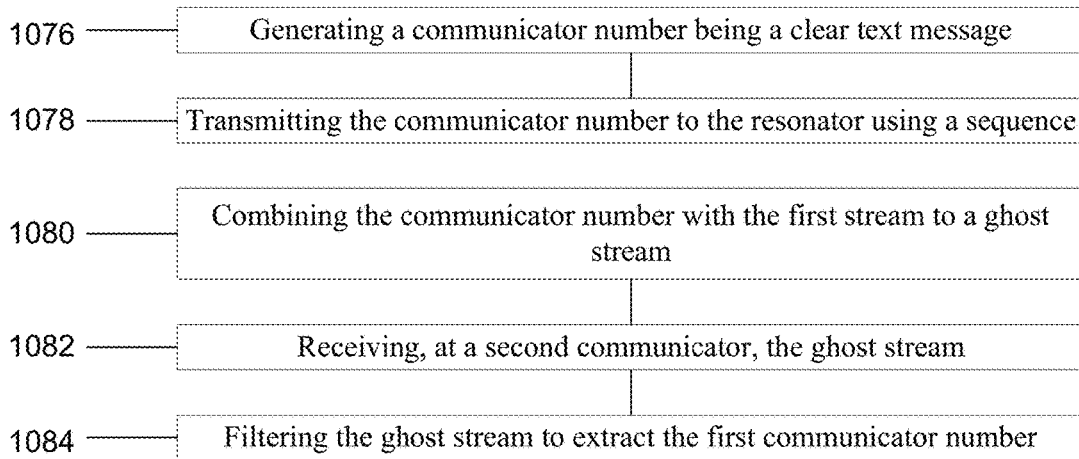 1076 Generating a communicator number being a clear text message
1078 Transmitting the communicator number to the resonator using a sequence
1080 Combining the communicator number with the first stream to a ghost
stream
1082 Receiving, at a second communicator, the ghost stream
1084 Filtering the ghost stream to extract the first communicator number